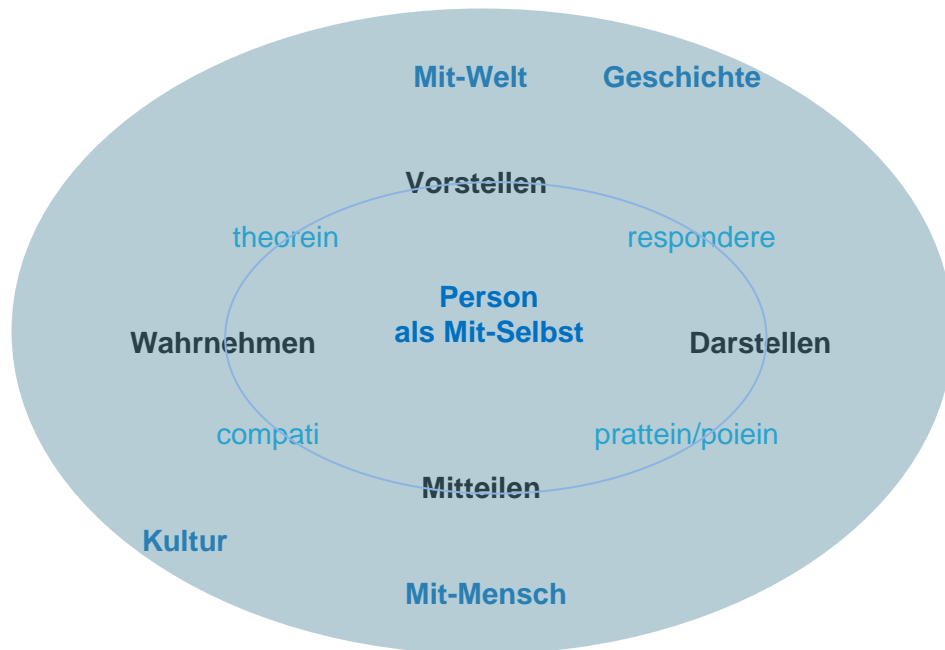 Mit-Welt Geschichte
Vorstellen
theorein respondere
Person
als Mit-Selbst
Wahrnehmen Darstellen
compati prattein/poiein
Mitteilen
Kultur
Mit-Mensch